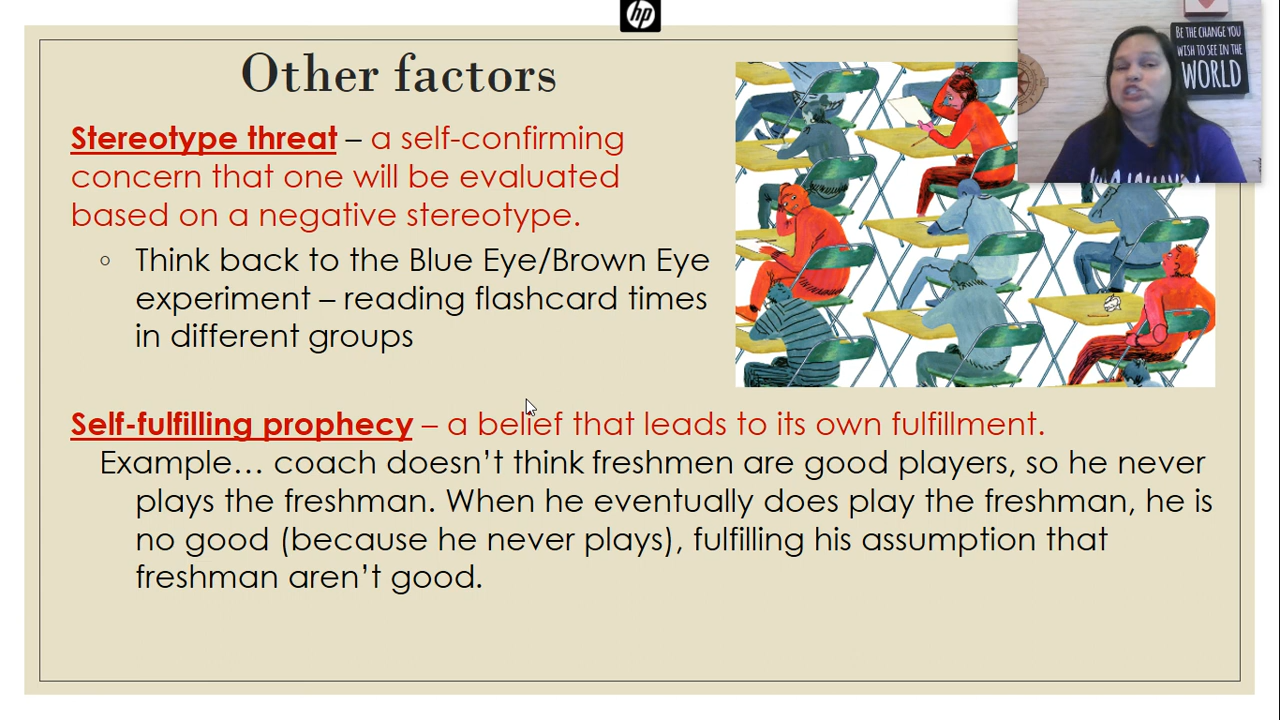 hp
Other factors
BE THE CHANGE YOU
WISH TO SEE IN THE
WORLD
Stereotype threat – a self-confirming
concern that one will be evaluated
based on a negative stereotype.
○ Think back to the Blue Eye/Brown Eye
experiment – reading flashcard times
in different groups
Self-fulfilling prophecy – a belief that leads to its own fulfillment.
Example… coach doesn’t think freshmen are good players, so he never
plays the freshman. When he eventually does play the freshman, he is
no good (because he never plays), fulfilling his assumption that
freshman aren’t good.